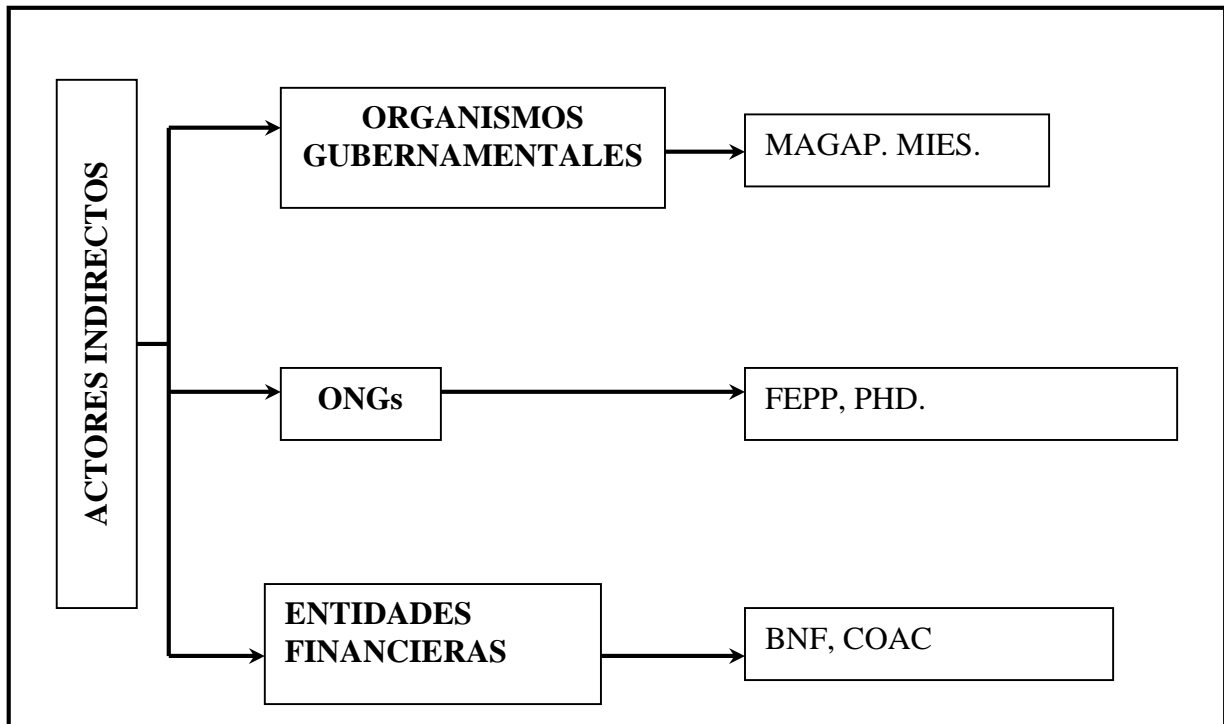 ACTORES INDIRECTOS
ORGANISMOS
GUBERNAMENTALES
MAGAP. MIES.
ONGs
FEPP, PHD.
ENTIDADES
FINANCIERAS
BNF, COAC